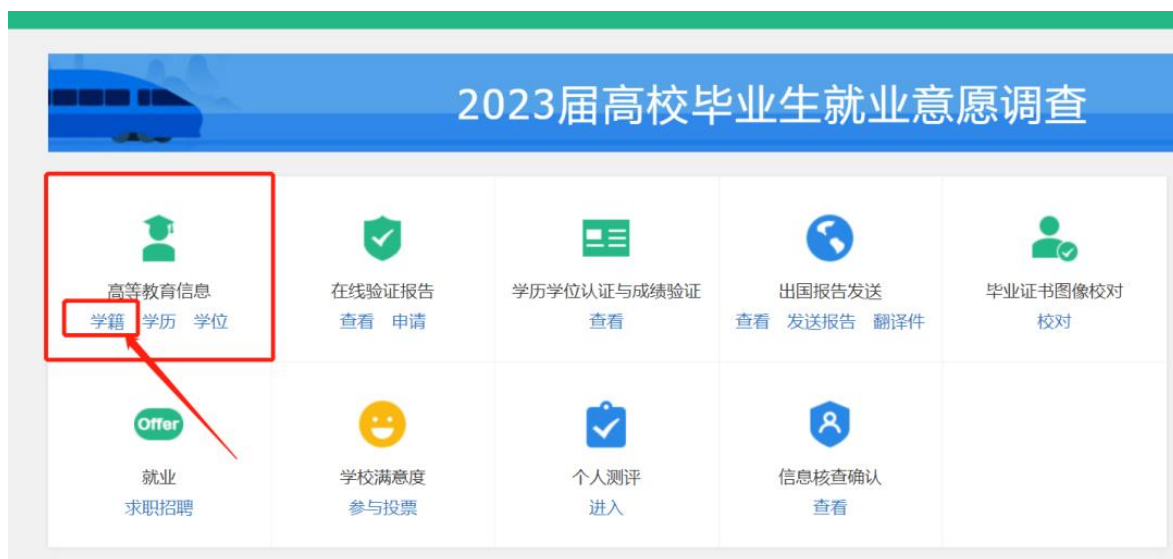 2023届高校毕业生就业意愿调查
高等教育信息
学籍 学历 学位
在线验证报告
查看 申请
学历学位认证与成绩验证
查看
出国报告发送
查看 发送报告 翻译件
毕业证书图像校对
校对
Offer
就业
求职招聘
学校满意度
参与投票
个人测评
进入
信息核查确认
查看